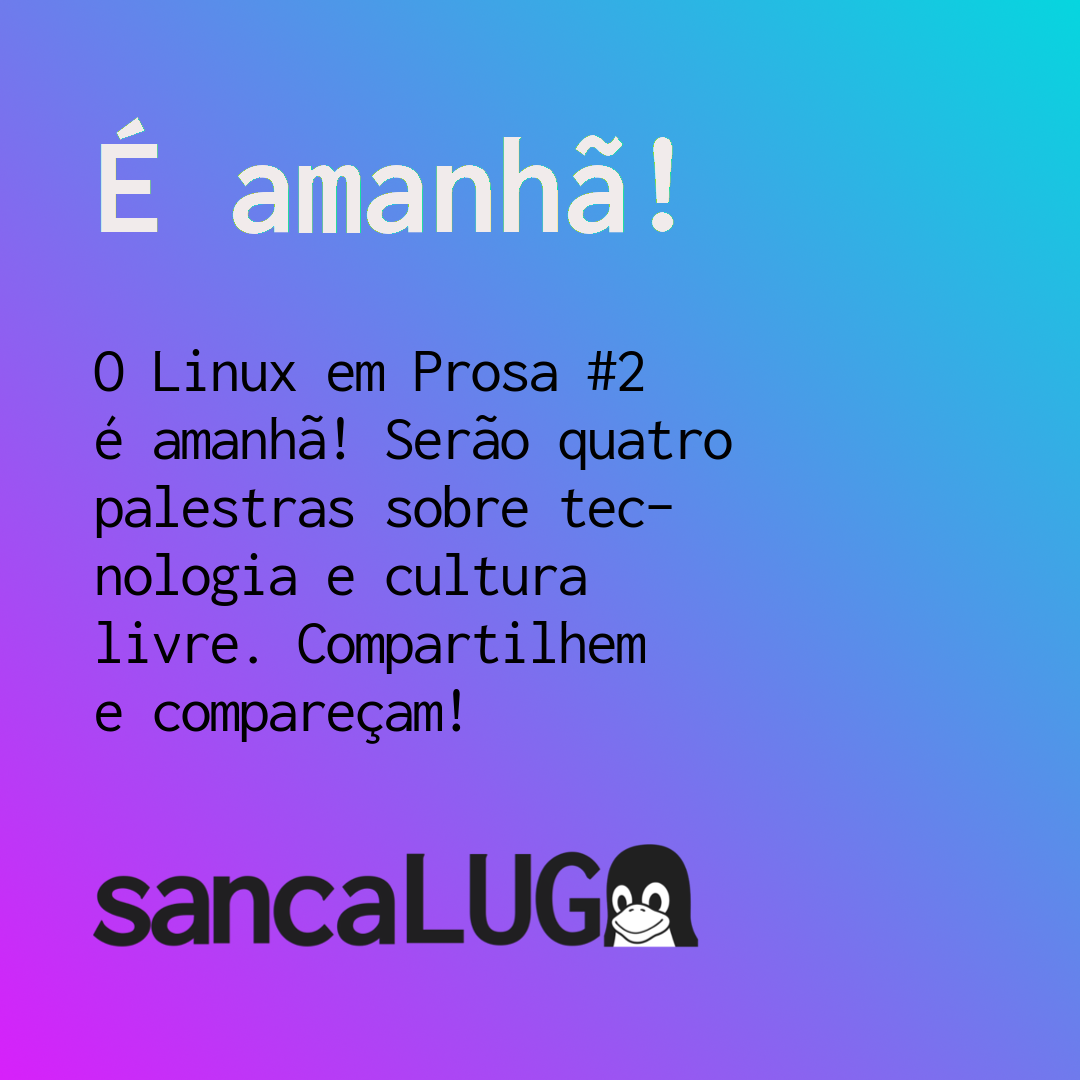 É amanhã!
O Linux em Prosa #2
é amanhã! Serão quatro
palestras sobre tec-
nologia e cultura
livre. Compartilhem
e compareçam!
sancaLUG